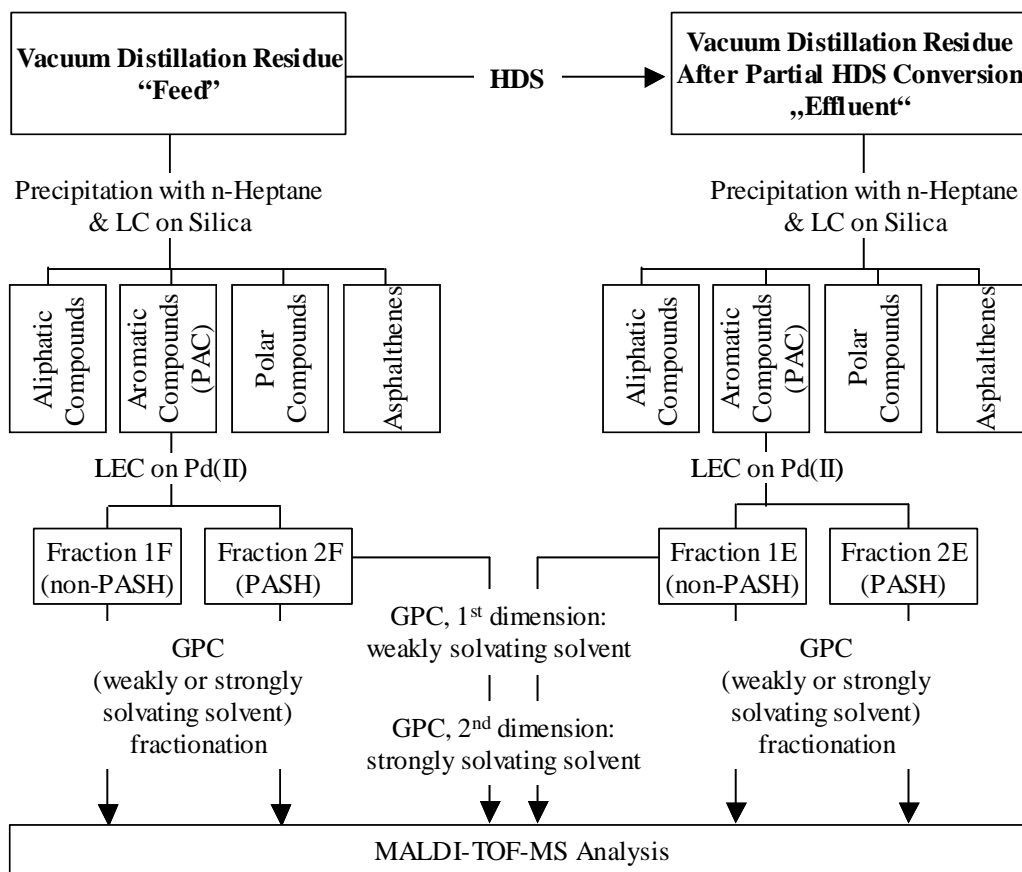 Vacuum Distillation Residue
“Feed”
HDS
Vacuum Distillation Residue
After Partial HDS Conversion
„Effluent“
Precipitation with n-Heptane
& LC on Silica
Precipitation with n-Heptane
& LC on Silica
Aliphatic
Compounds
Aromatic
Compounds
(PAC)
Polar
Compounds
Asphalthenes
Aliphatic
Compounds
Aromatic
Compounds
(PAC)
Polar
Compounds
Asphalthenes
LEC on Pd(II)
LEC on Pd(II)
Fraction 1F
(non-PASH)
Fraction 2F
(PASH)
Fraction 1E
(non-PASH)
Fraction 2E
(PASH)
GPC
(weakly or strongly
solvating solvent)
fractionation
GPC, 1st dimension:
weakly solvating solvent
GPC, 2nd dimension:
strongly solvating solvent
GPC
(weakly or strongly
solvating solvent)
fractionation
MALDI-TOF-MS Analysis